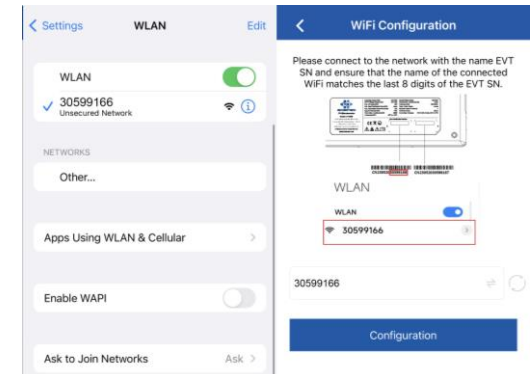 Settings
WLAN
Edit
WLAN
30599166
Unsecured Network
NETWORKS
Other...
Apps Using WLAN & Cellular
Enable WAPI
Ask to Join Networks
Ask
WiFi Configuration
Please connect to the network with the name EVT
SN and ensure that the name of the connected
WiFi matches the last 8 digits of the EVT SN.
WLAN
WLAN
30599166
30599166
Configuration